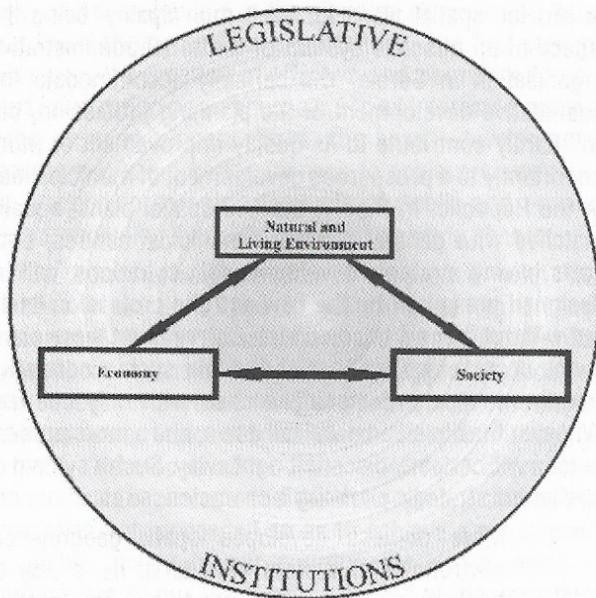 LEGISLATIVE
Natural and
Living Environment
Economy
Society
INSTITUTIONS